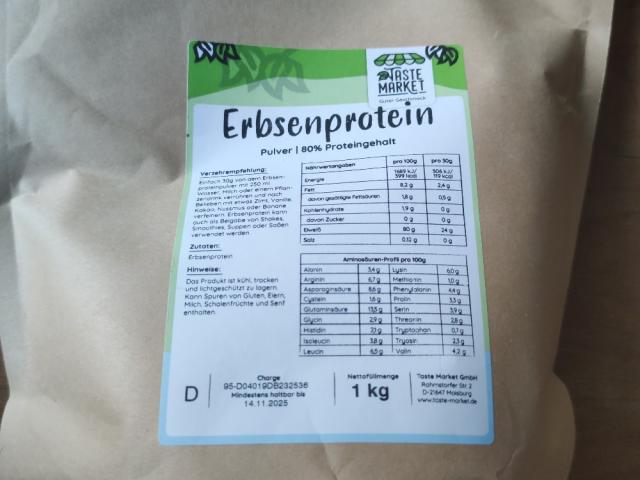 TASTE
MARKET
Guter Geschmack
Erbsenprotein
Pulver | 80% Proteingehalt
Verzehrempfehlung:
Einfach 30g von dem Erbsen-
proteinpulver mit 250 ml
Wasser, Milch oder einem Pflan-
zendrink verrühren und nach
Belieben mit etwas Zimt, Vanille,
Kakao, Nussmus oder Banane
verfeinern. Erbsenprotein kann
auch als Beigabe von Shakes,
Smoothies, Suppen oder Soßen
verwendet werden.
Zutaten:
Erbsenprotein
Hinweise:
Das Produkt ist kühl, trocken
und lichtgeschützt zu lagern.
Kann Spuren von Gluten, Eiern,
Milch, Schalenfrüchte und Senf
enthalten.
Nährwertangaben pro 100g pro 30g
Energie 1689 kJ/ 399 kcal 506 kJ/ 119 kcal
Fett 8,2 g 2,4 g
davon gesättigte Fettsäuren 1,8 g 0,5 g
Kohlenhydrate 1,9 g 0 g
davon Zucker 0 g 0 g
Eiweiß 80 g 24 g
Salz 0,12 g 0 g
Aminosäuren-Profil pro 100g
Alanin 3,4 g Lysin 6,0 g
Arginin 6,7 g Methionin 1,0 g
Asparaginsäure 8,6 g Phenylalanin 4,4 g
Cystein 1,6 g Prolin 3,3 g
Glutaminsäure 13,5 g Serin 3,9 g
Glycin 2,9 g Threonin 2,8 g
Histidin 2,1 g Tryptophan 0,7 g
Isoleucin 3,8 g Tryosin 2,3 g
Leucin 6,5 g Valin 4,2 g
D
Charge
95-D04019DB232536
Mindestens haltbar bis
14.11.2025
Nettofüllmenge
1 kg
Taste Market GmbH
Rahmstorfer Str. 2
D-21647 Moisburg
www.taste-market.de